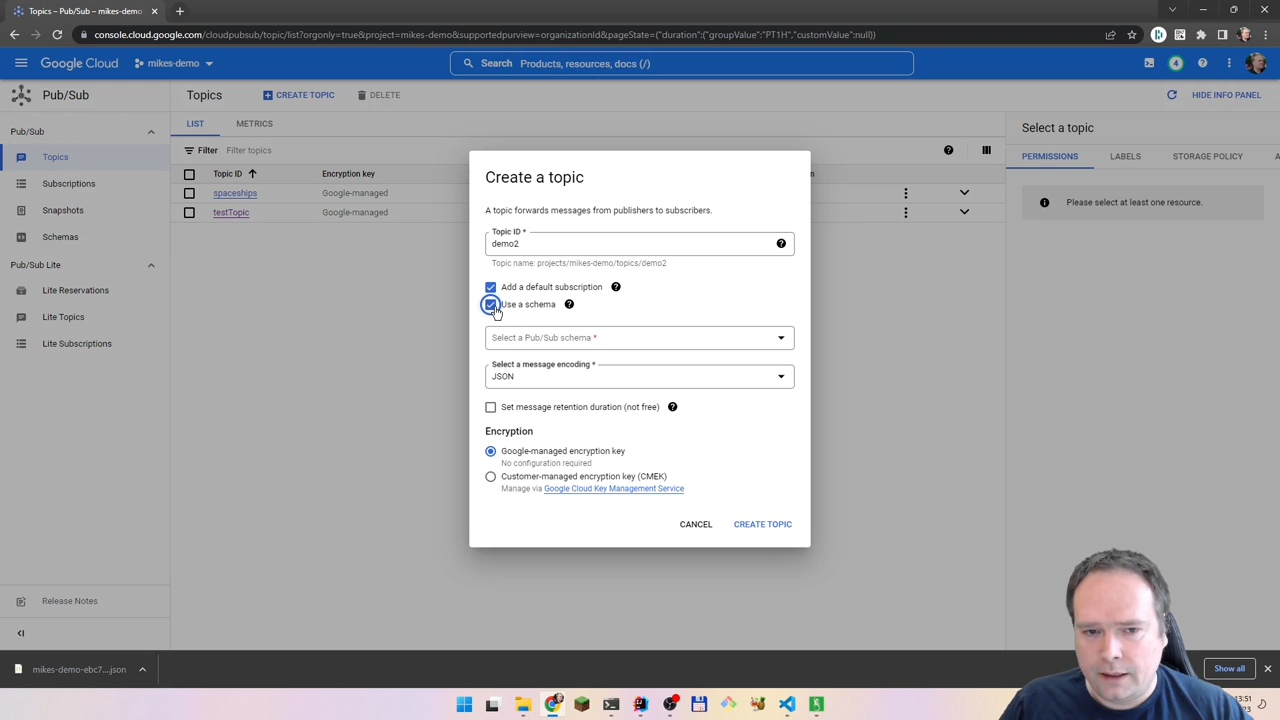 Topics – Pub/Sub – mikes-demo
console.cloud.google.com/cloudpubsub/topic/list?orgonly=true&project=mikes-demo&supportedpurview=organizationId&pageState=("duration":("groupValue":"PT1H","customValue":null))
Google Cloud
mikes-demo
Search Products, resources, docs (/)
4
Pub/Sub
Topics
CREATE TOPIC
DELETE
HIDE INFO PANEL
Pub/Sub
Topics
Subscriptions
Snapshots
Schemas
Pub/Sub Lite
Lite Reservations
Lite Topics
Lite Subscriptions
Release Notes
LIST
METRICS
Filter Filter topics
Topic ID
Encryption key
spaceships
Google-managed
testTopic
Google-managed
Create a topic
A topic forwards messages from publishers to subscribers.
Topic ID *
demo2
Topic name: projects/mikes-demo/topics/demo2
Add a default subscription
Use a schema
Select a Pub/Sub schema *
Select a message encoding *
JSON
Set message retention duration (not free)
Encryption
Google-managed encryption key
No configuration required
Customer-managed encryption key (CMEK)
Manage via Google Cloud Key Management Service
CANCEL
CREATE TOPIC
Select a topic
PERMISSIONS
LABELS
STORAGE POLICY
Please select at least one resource.
mikes-demo-ebc7....json
Show all
13:51